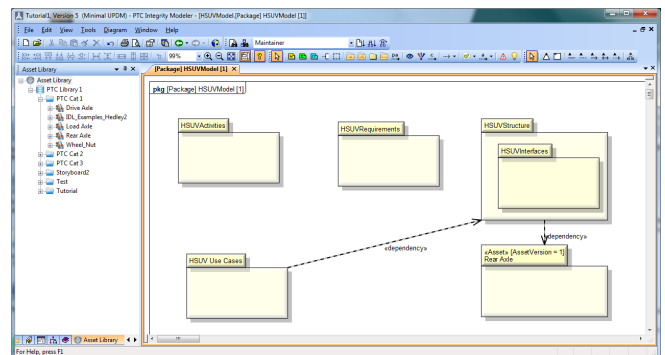 Tutorial1, Version 5 (Minimal UPDM) - PTC Integrity Modeler - [HSUVModel.[Package] HSUVModel [1]]
File Edit View Tools Diagram Window Help
Maintainer
99%
Asset Library
[Package] HSUVModel [1]
Asset Library
PTC Library 1
PTC Cat 1
Drive Axle
IDL_Examples_Hedley2
Load Axle
Rear Axle
Wheel_Nut
PTC Cat 2
PTC Cat 3
Storyboard2
Test
Tutorial
pkg [Package] HSUVModel [1]
HSUVActivities
HSUVRequirements
HSUVStructure
HSUVInterfaces
«dependency»
«dependency»
HSUV Use Cases
«Asset» [AssetVersion = 1]
Rear Axle
Asset Library
For Help, press F1